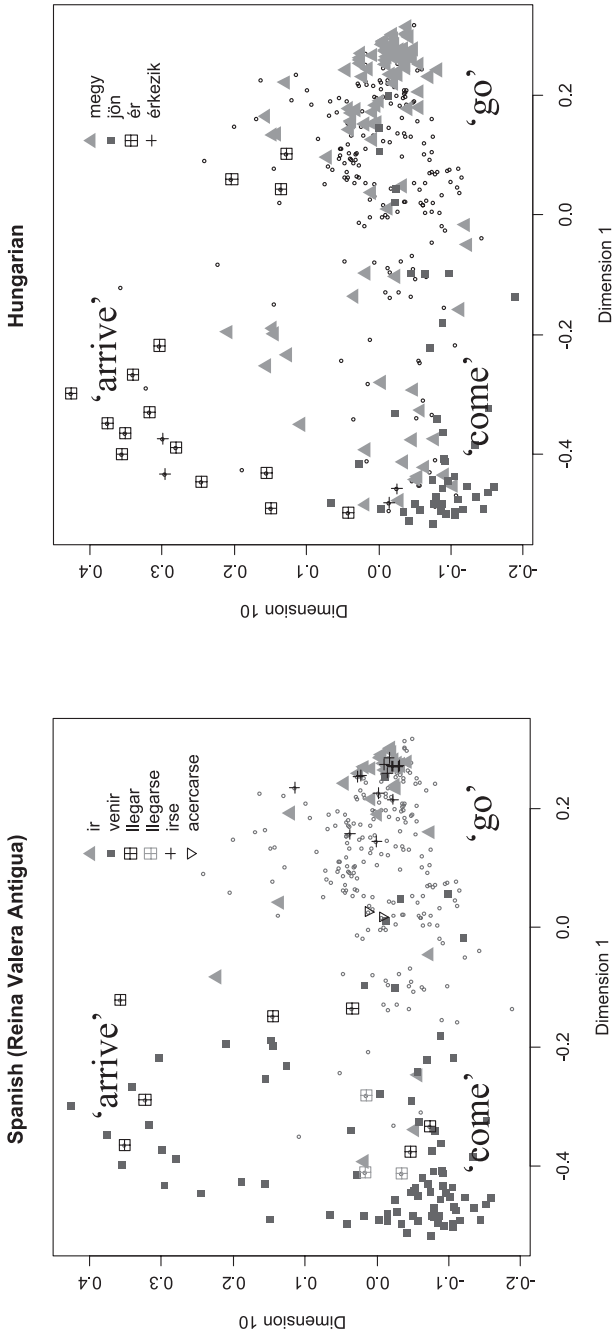 Spanish (Reina Valera Antigua)
ir
venir
llegar
llegarse
irse
acercarse
'arrive'
'come'
'go'
Dimension 10
0.4
0.3
0.2
0.1
0.0
-0.1
-0.2
-0.4
-0.2
0.0
0.2
Dimension 1
Hungarian
megy
jön
ér
érkezik
'arrive'
'come'
'go'
Dimension 10
0.4
0.3
0.2
0.1
0.0
-0.1
-0.2
-0.4
-0.2
0.0
0.2
Dimension 1